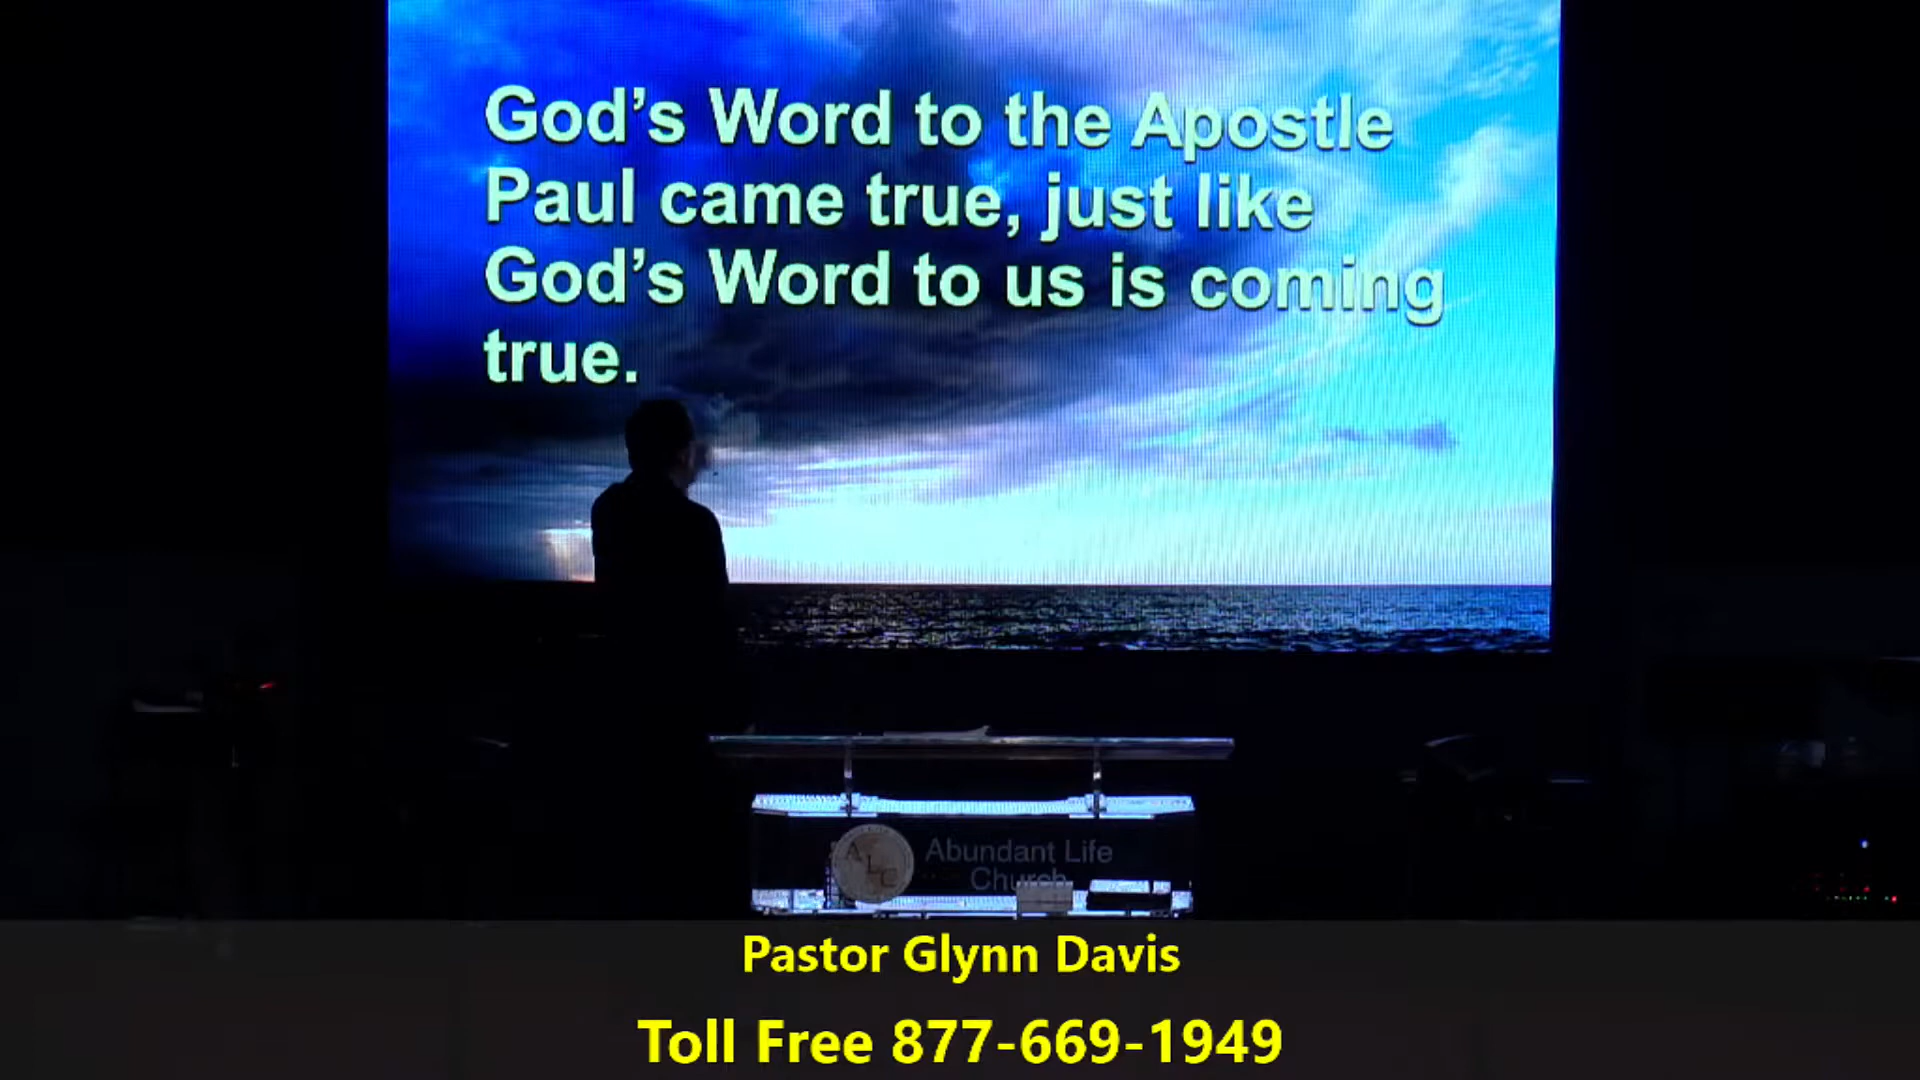 God’s Word to the Apostle
Paul came true, just like
God’s Word to us is coming
true.
ALC
Abundant Life
Church
Pastor Glynn Davis
Toll Free 877-669-1949